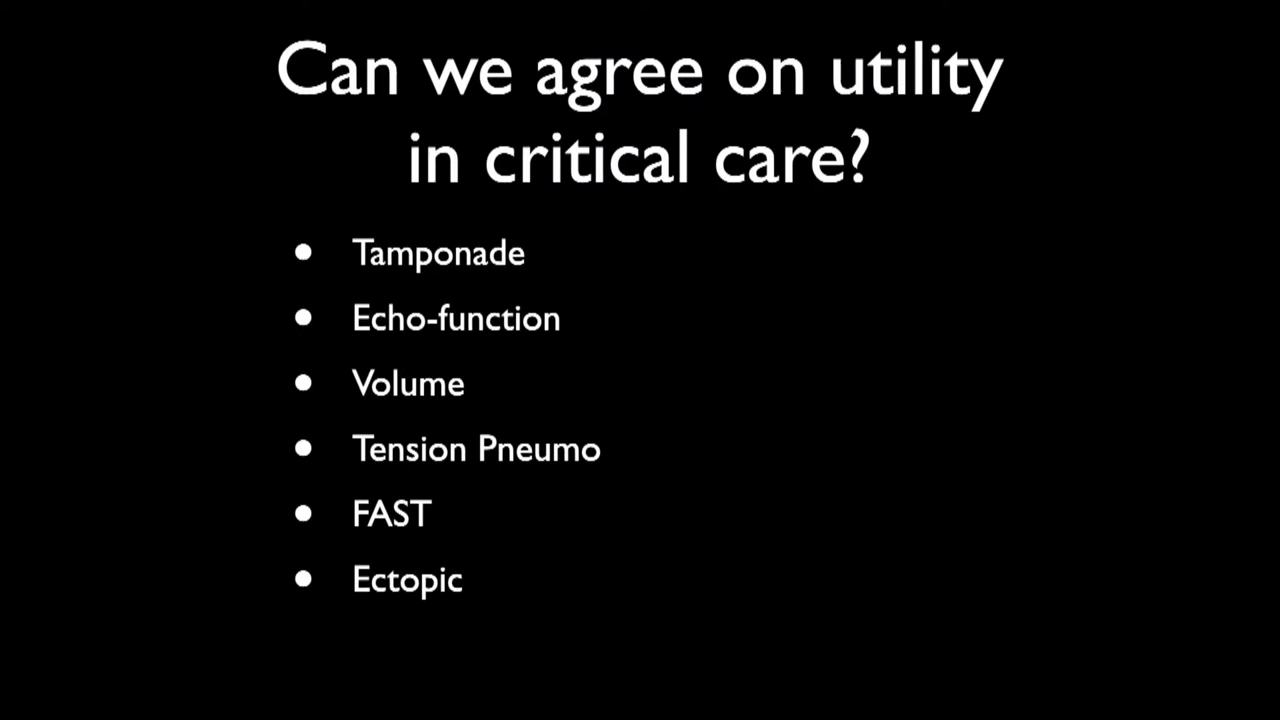 Can we agree on utility
in critical care?
• Tamponade
• Echo-function
• Volume
• Tension Pneumo
• FAST
• Ectopic